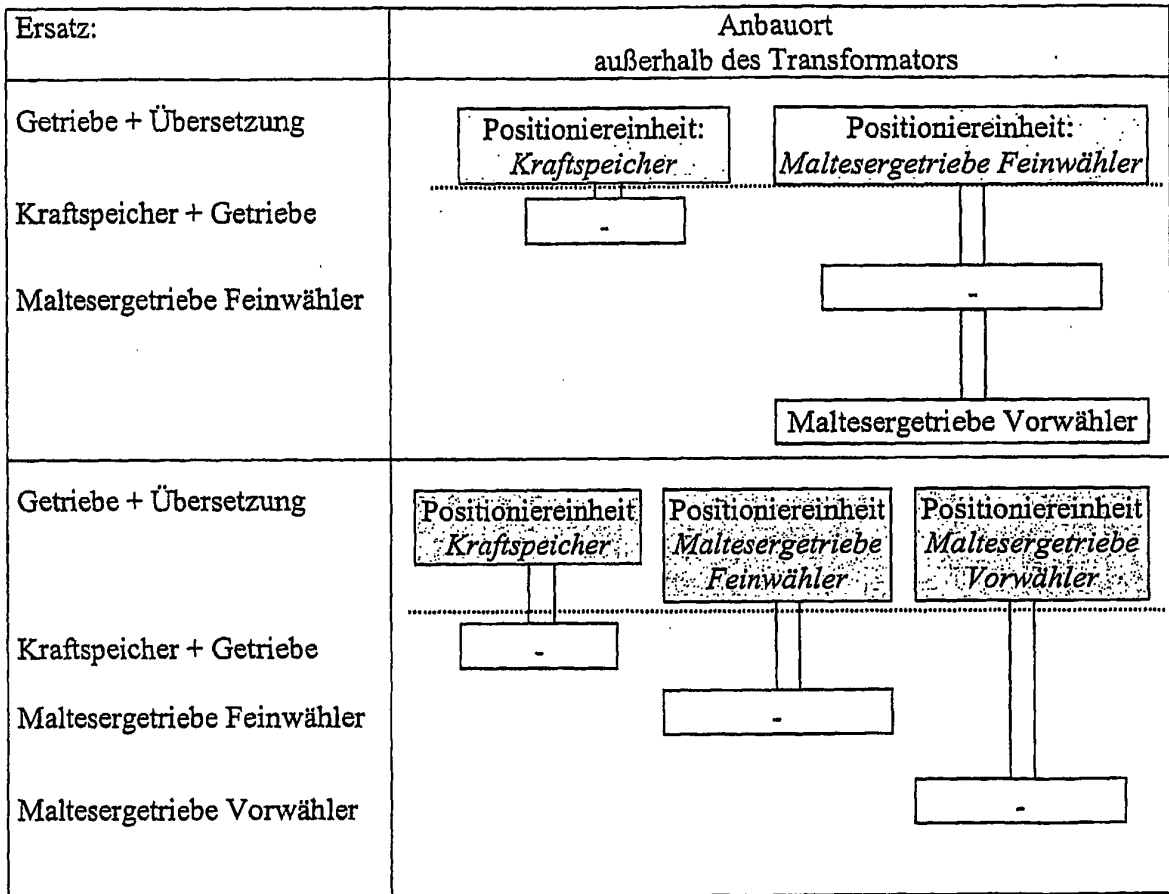 Ersatz:
Anbauort
außerhalb des Transformators
Getriebe + Übersetzung
Kraftspeicher + Getriebe
Maltesergetriebe Feinwähler
Positioniereinheit:
Kraftspeicher
-
Positioniereinheit:
Maltesergetriebe Feinwähler
-
Maltesergetriebe Vorwähler
Getriebe + Übersetzung
Kraftspeicher + Getriebe
Maltesergetriebe Feinwähler
Maltesergetriebe Vorwähler
Positioniereinheit
Kraftspeicher
-
Positioniereinheit
Maltesergetriebe
Feinwähler
-
Positioniereinheit
Maltesergetriebe
Vorwähler
-